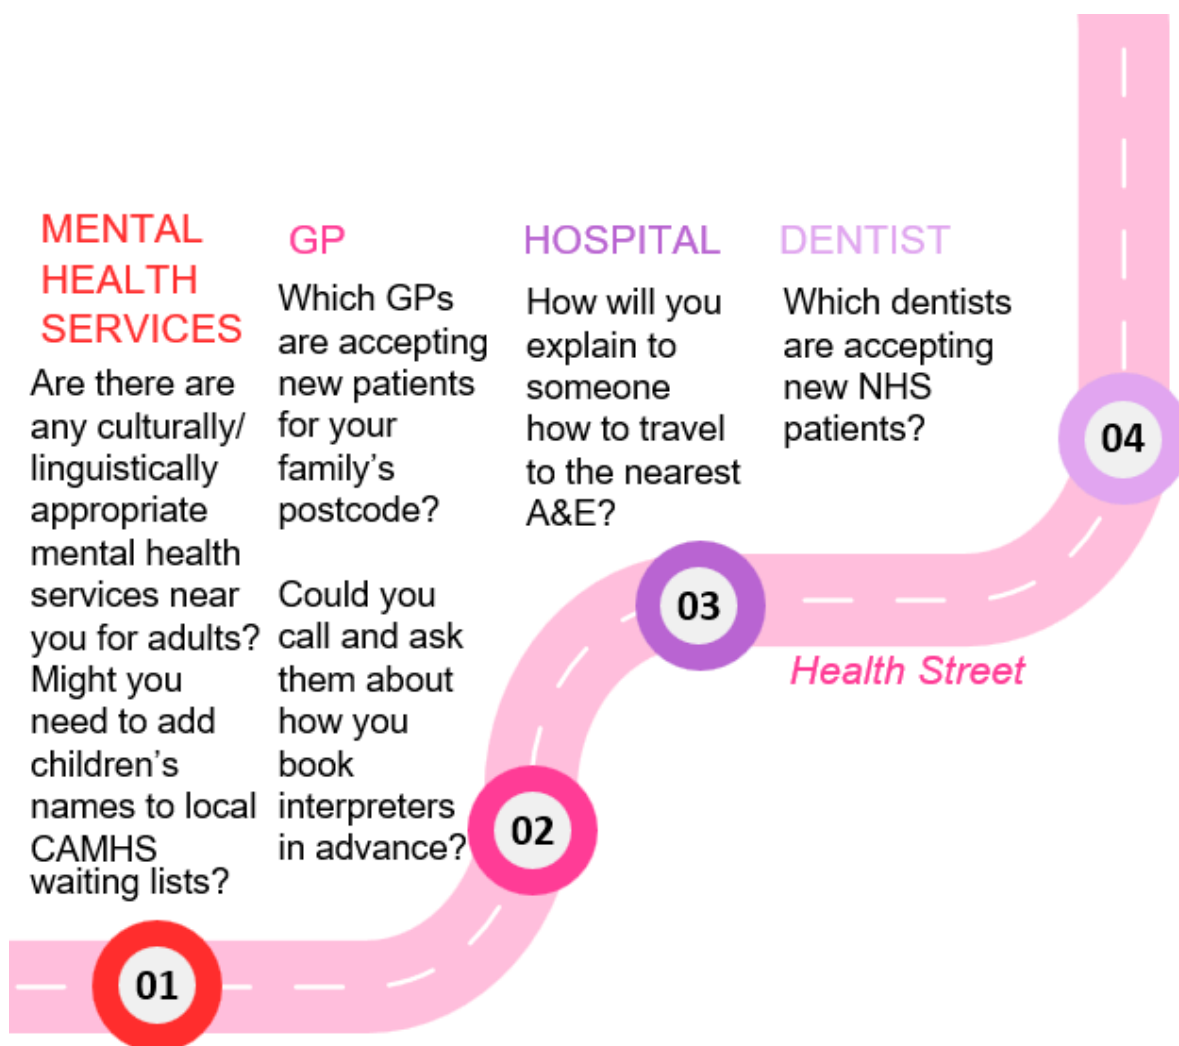 MENTAL
HEALTH
SERVICES
Are there are
any culturally/
linguistically
appropriate
mental health
services near
you for adults?
Might you
need to add
children's
names to local
CAMHS
waiting lists?
01
GP
Which GPs
are accepting
new patients
for your
family's
postcode?
Could you
call and ask
them about
how you
book
interpreters
in advance?
02
HOSPITAL
How will you
explain to
someone
how to travel
to the nearest
A&E?
03
DENTIST
Which dentists
are accepting
new NHS
patients?
04
Health Street